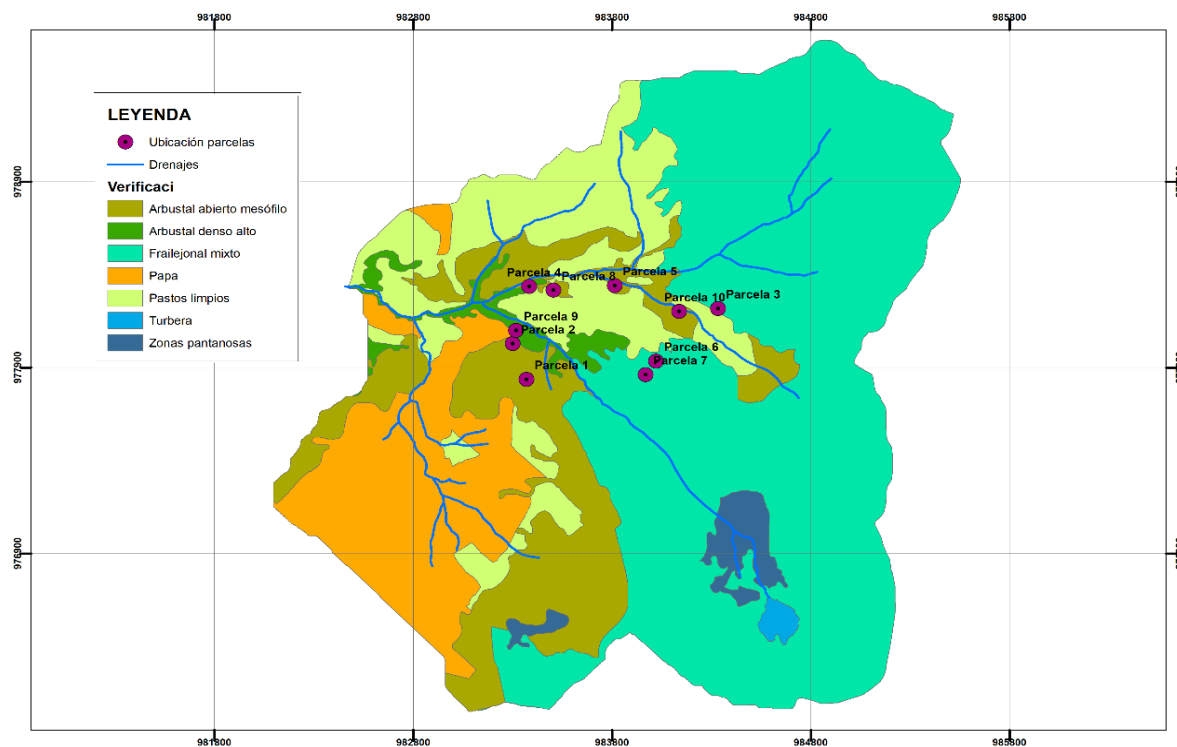 981800 982800 983800 984800 985800
LEYENDA
Ubicación parcelas
Drenajes
Verificaci
Arbustal abierto mesófilo
Arbustal denso alto
Frailejonal mixto
Papa
Pastos limpios
Turbera
Zonas pantanosas
978900
Parcela 4
Parcela 8
Parcela 5
Parcela 10
Parcela 3
Parcela 9
Parcela 2
Parcela 6
Parcela 7
Parcela 1
977900
976900
981800 982800 983800 984800 985800